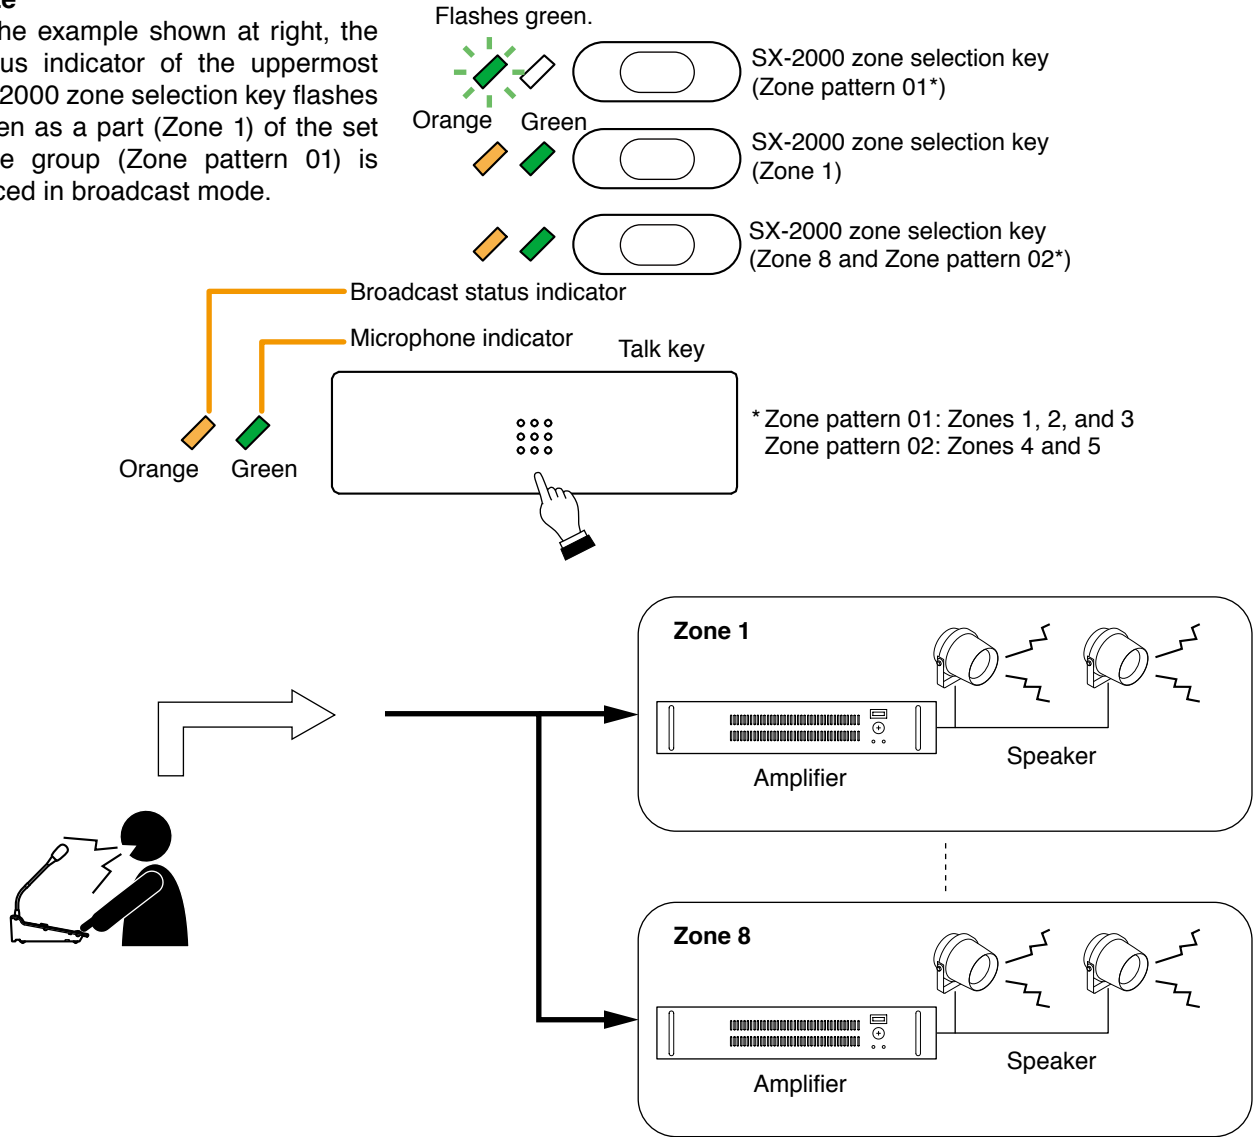 he example shown at right, the
us indicator of the uppermost
2000 zone selection key flashes
en as a part (Zone 1) of the set
e group (Zone pattern 01) is
ced in broadcast mode.
Flashes green.
SX-2000 zone selection key
(Zone pattern 01*)
Orange Green
SX-2000 zone selection key
(Zone 1)
SX-2000 zone selection key
(Zone 8 and Zone pattern 02*)
Broadcast status indicator
Microphone indicator
Talk key
Orange Green
* Zone pattern 01: Zones 1, 2, and 3
Zone pattern 02: Zones 4 and 5
Zone 1
Speaker
Amplifier
Zone 8
Speaker
Amplifier